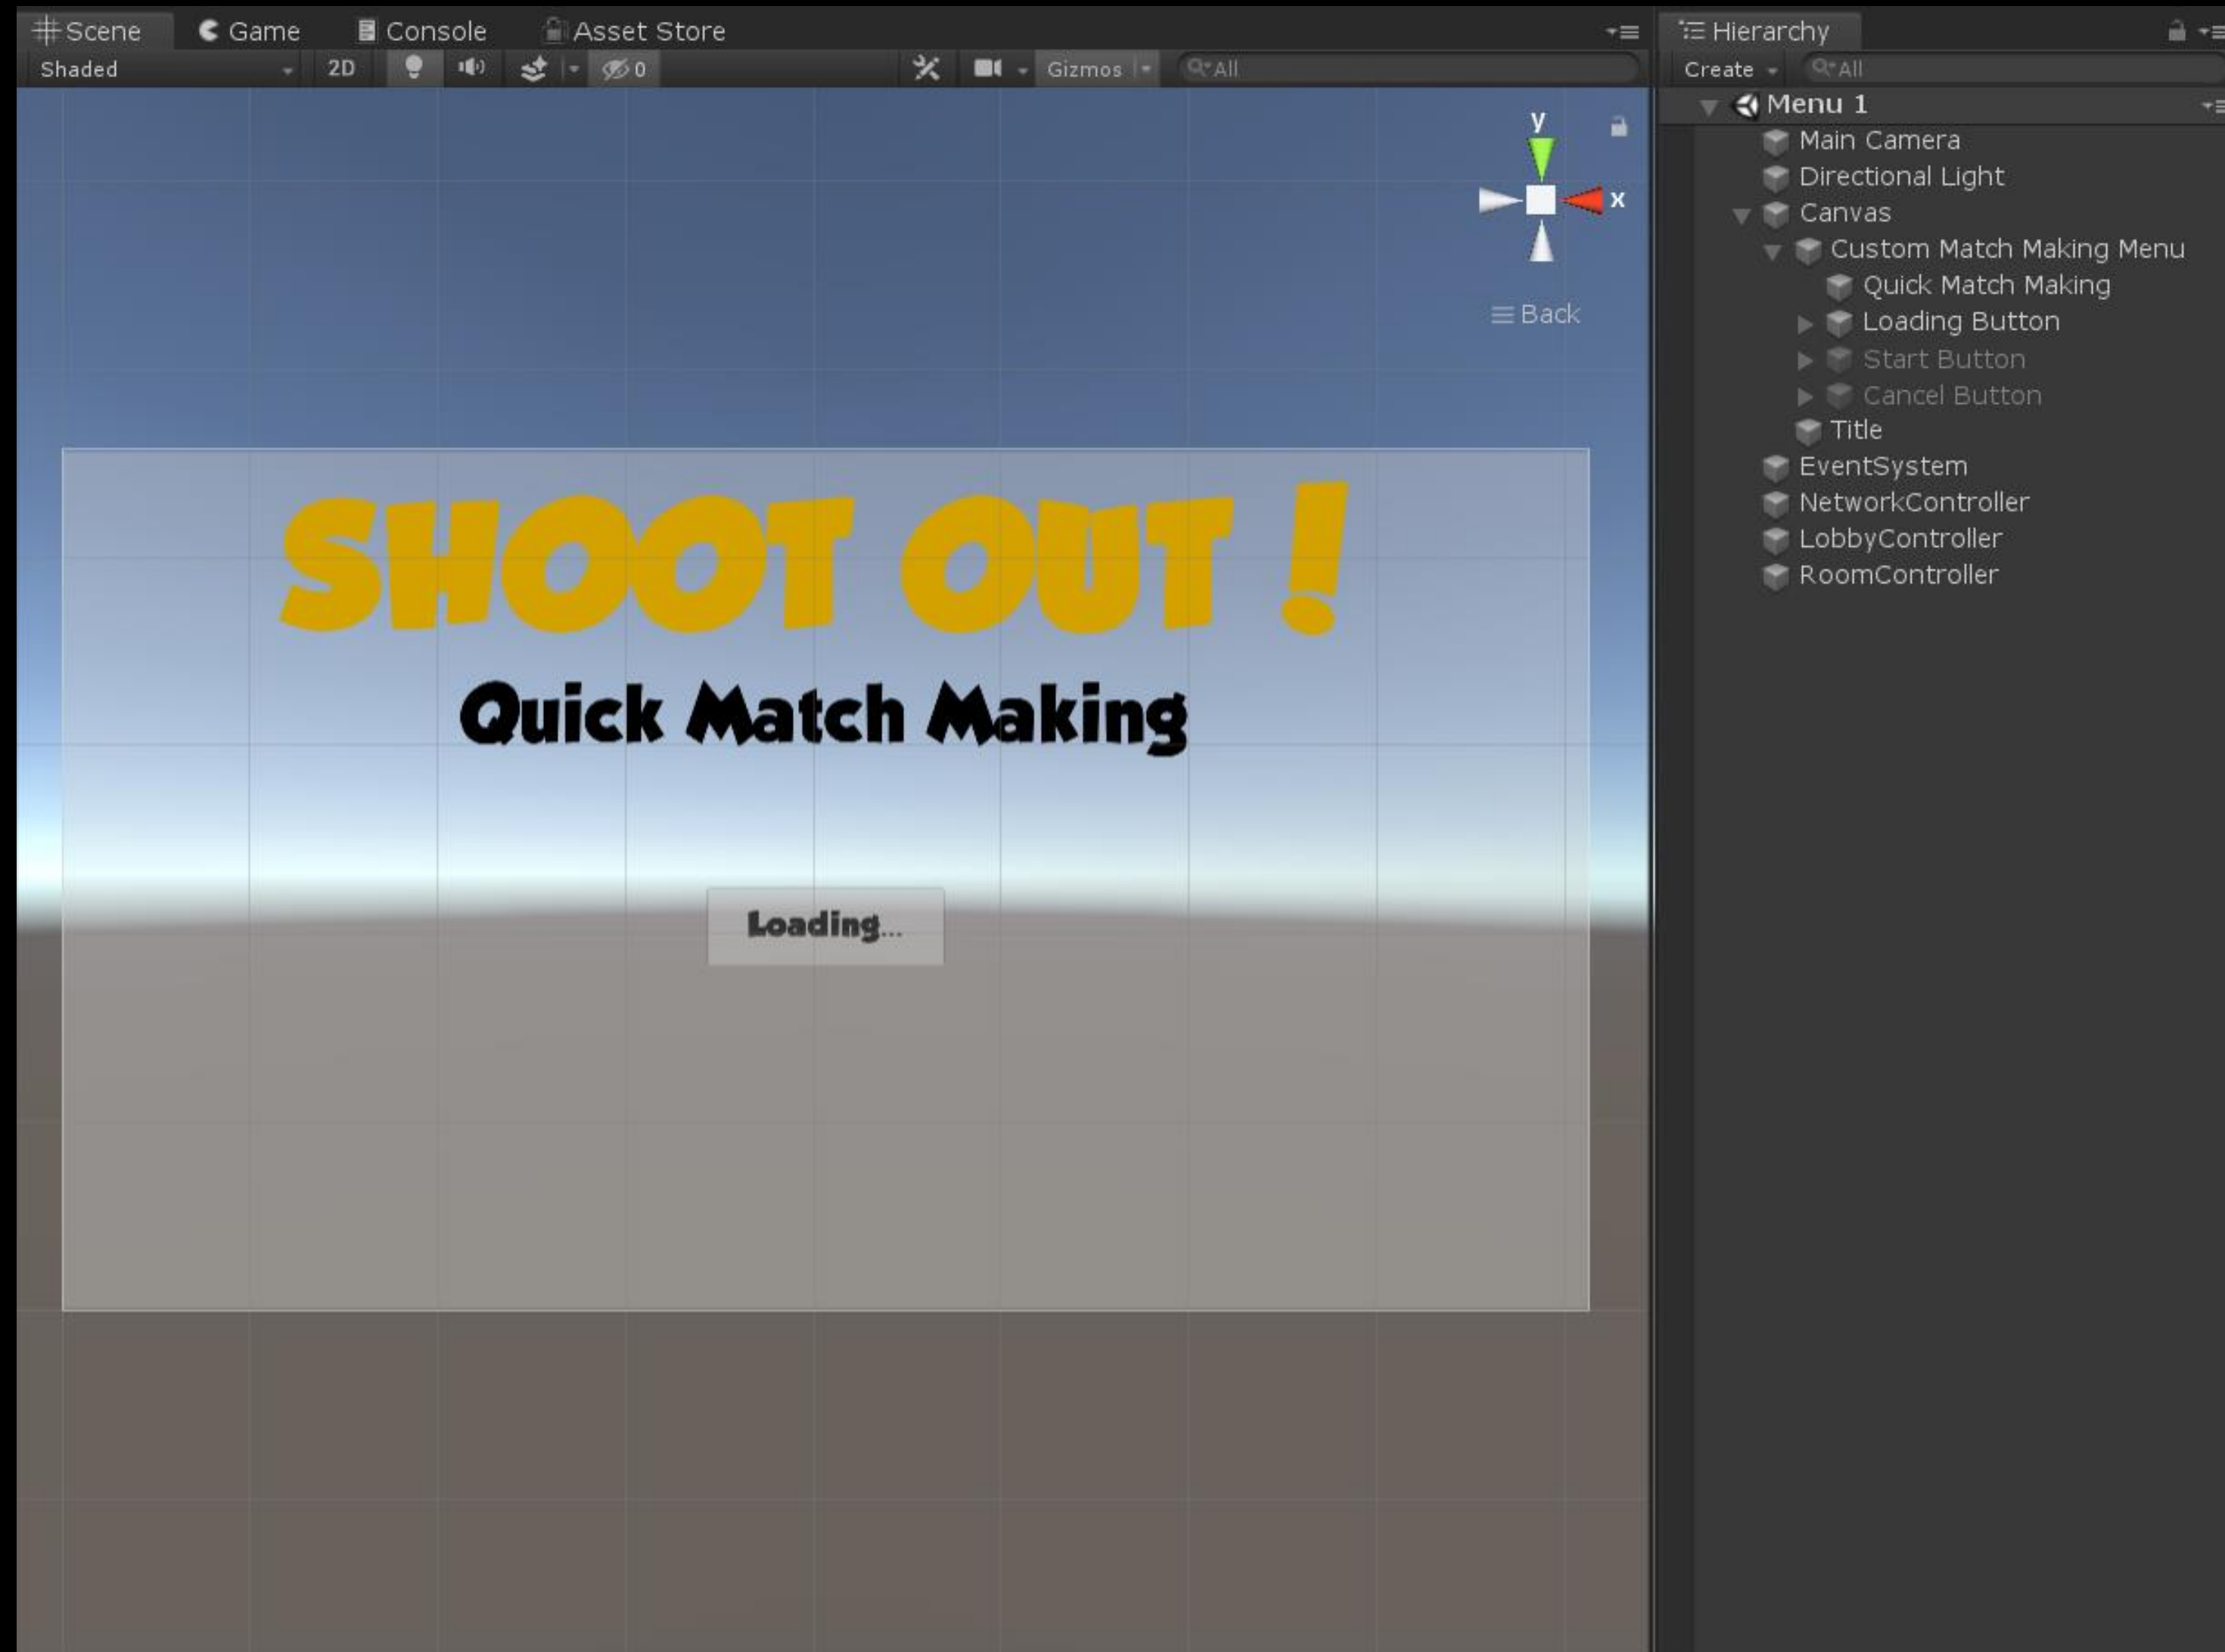 Scene Game Console Asset Store
Shaded 2D 0 Gizmos All
y
x
Back
SHOOT OUT !
Quick Match Making
Loading...
Hierarchy
Create All
Menu 1
Main Camera
Directional Light
Canvas
Custom Match Making Menu
Quick Match Making
Loading Button
Start Button
Cancel Button
Title
EventSystem
NetworkController
LobbyController
RoomController